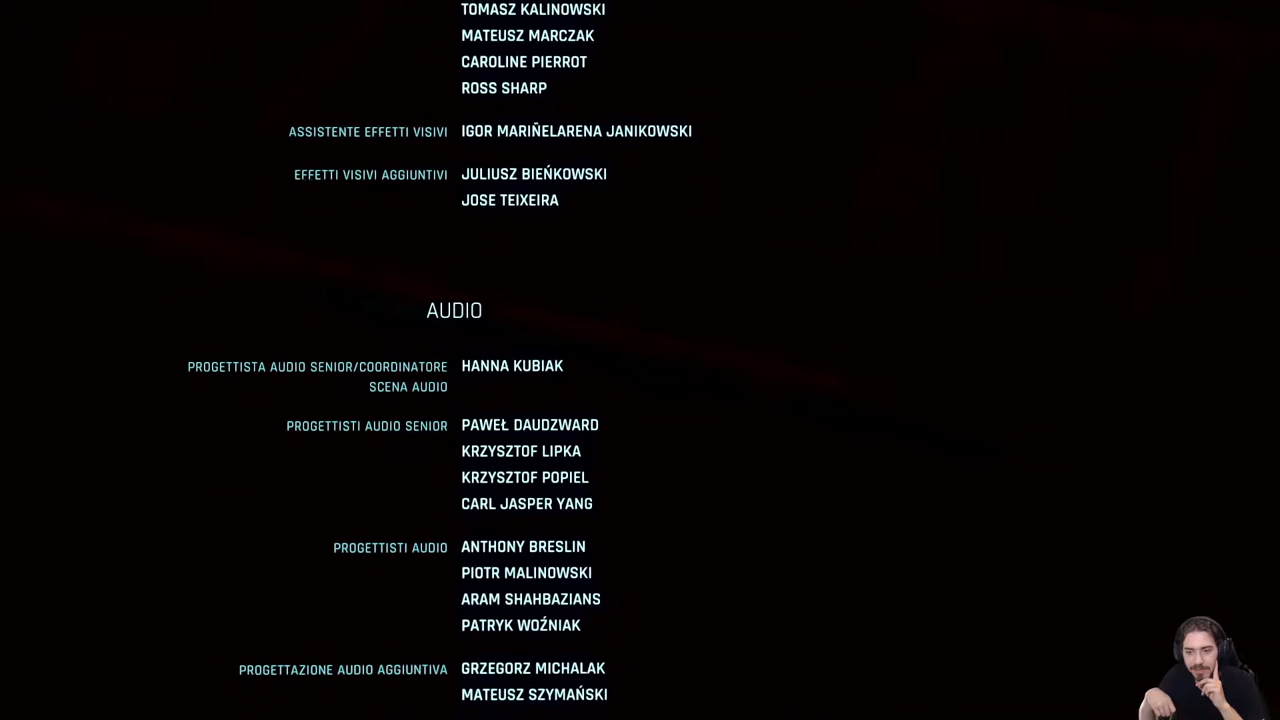 TOMASZ KALINOWSKI
MATEUSZ MARCZAK
CAROLINE PIERROT
ROSS SHARP
ASSISTENTE EFFETTI VISIVI IGOR MARIÑELARENA JANIKOWSKI
EFFETTI VISIVI AGGIUNTIVI JULIUSZ BIEŃKOWSKI
JOSE TEIXEIRA
AUDIO
PROGETTISTA AUDIO SENIOR/COORDINATORE HANNA KUBIAK
SCENA AUDIO
PROGETTISTI AUDIO SENIOR PAWEŁ DAUDZWARD
KRZYSZTOF LIPKA
KRZYSZTOF POPIEL
CARL JASPER YANG
PROGETTISTI AUDIO ANTHONY BRESLIN
PIOTR MALINOWSKI
ARAM SHAHBAZIANS
PATRYK WOŹNIAK
PROGETTAZIONE AUDIO AGGIUNTIVA GRZEGORZ MICHALAK
MATEUSZ SZYMAŃSKI